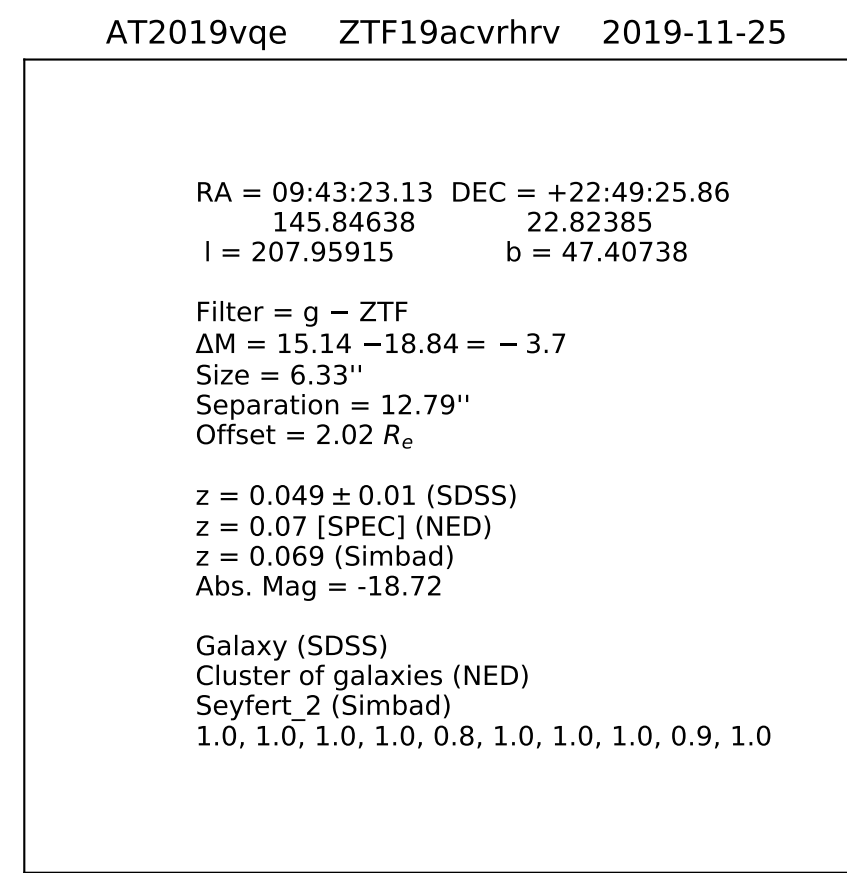 AT2019vqe ZTF19acvrhrv 2019-11-25
RA = 09:43:23.13 DEC = +22:49:25.86
145.84638 22.82385
l = 207.95915 b = 47.40738
Filter = g − ZTF
ΔM = 15.14 −18.84 = − 3.7
Size = 6.33''
Separation = 12.79''
Offset = 2.02 Re
z = 0.049 ± 0.01 (SDSS)
z = 0.07 [SPEC] (NED)
z = 0.069 (Simbad)
Abs. Mag = -18.72
Galaxy (SDSS)
Cluster of galaxies (NED)
Seyfert_2 (Simbad)
1.0, 1.0, 1.0, 1.0, 0.8, 1.0, 1.0, 1.0, 0.9, 1.0